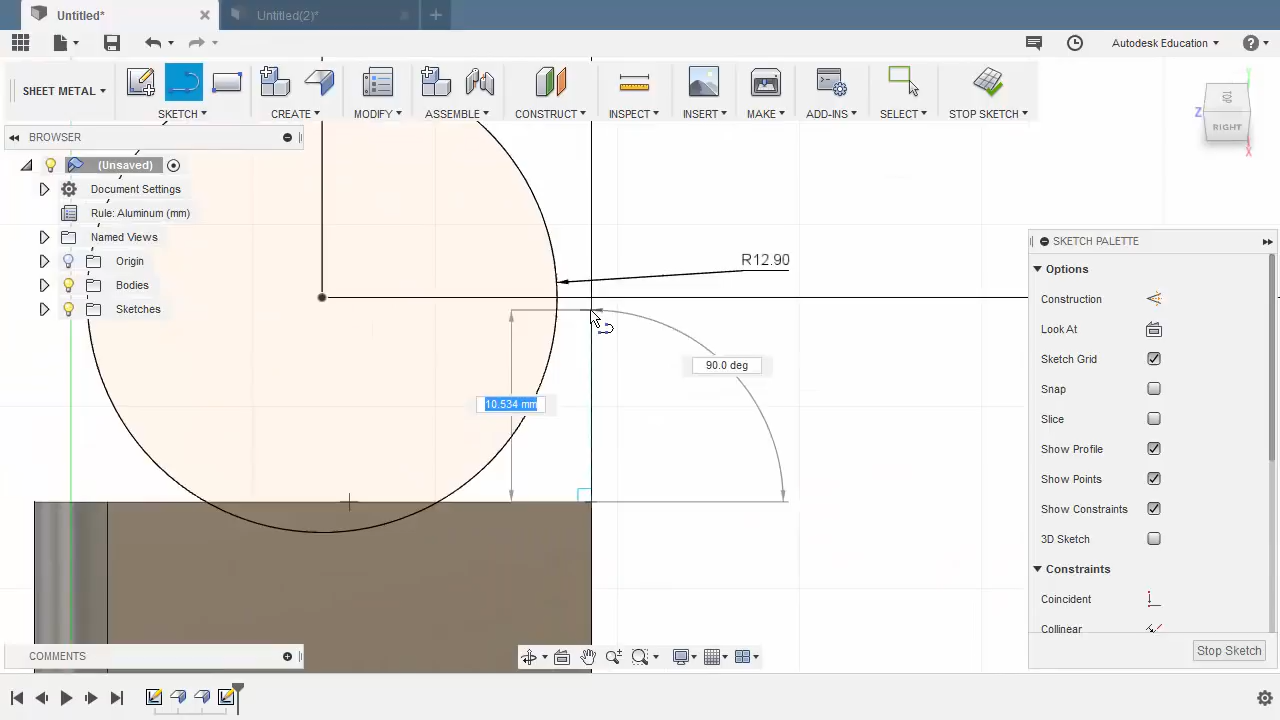 Untitled*
Untitled(2)*
Autodesk Education
SHEET METAL
SKETCH
CREATE
MODIFY
ASSEMBLE
CONSTRUCT
INSPECT
INSERT
MAKE
ADD-INS
SELECT
STOP SKETCH
RIGHT
Z
Y
X
BROWSER
(Unsaved)
Document Settings
Rule: Aluminum (mm)
Named Views
Origin
Bodies
Sketches
R12.90
90.0 deg
10.534 mm
SKETCH PALETTE
Options
Construction
Look At
Sketch Grid
Snap
Slice
Show Profile
Show Points
Show Constraints
3D Sketch
Constraints
Coincident
Collinear
Stop Sketch
COMMENTS